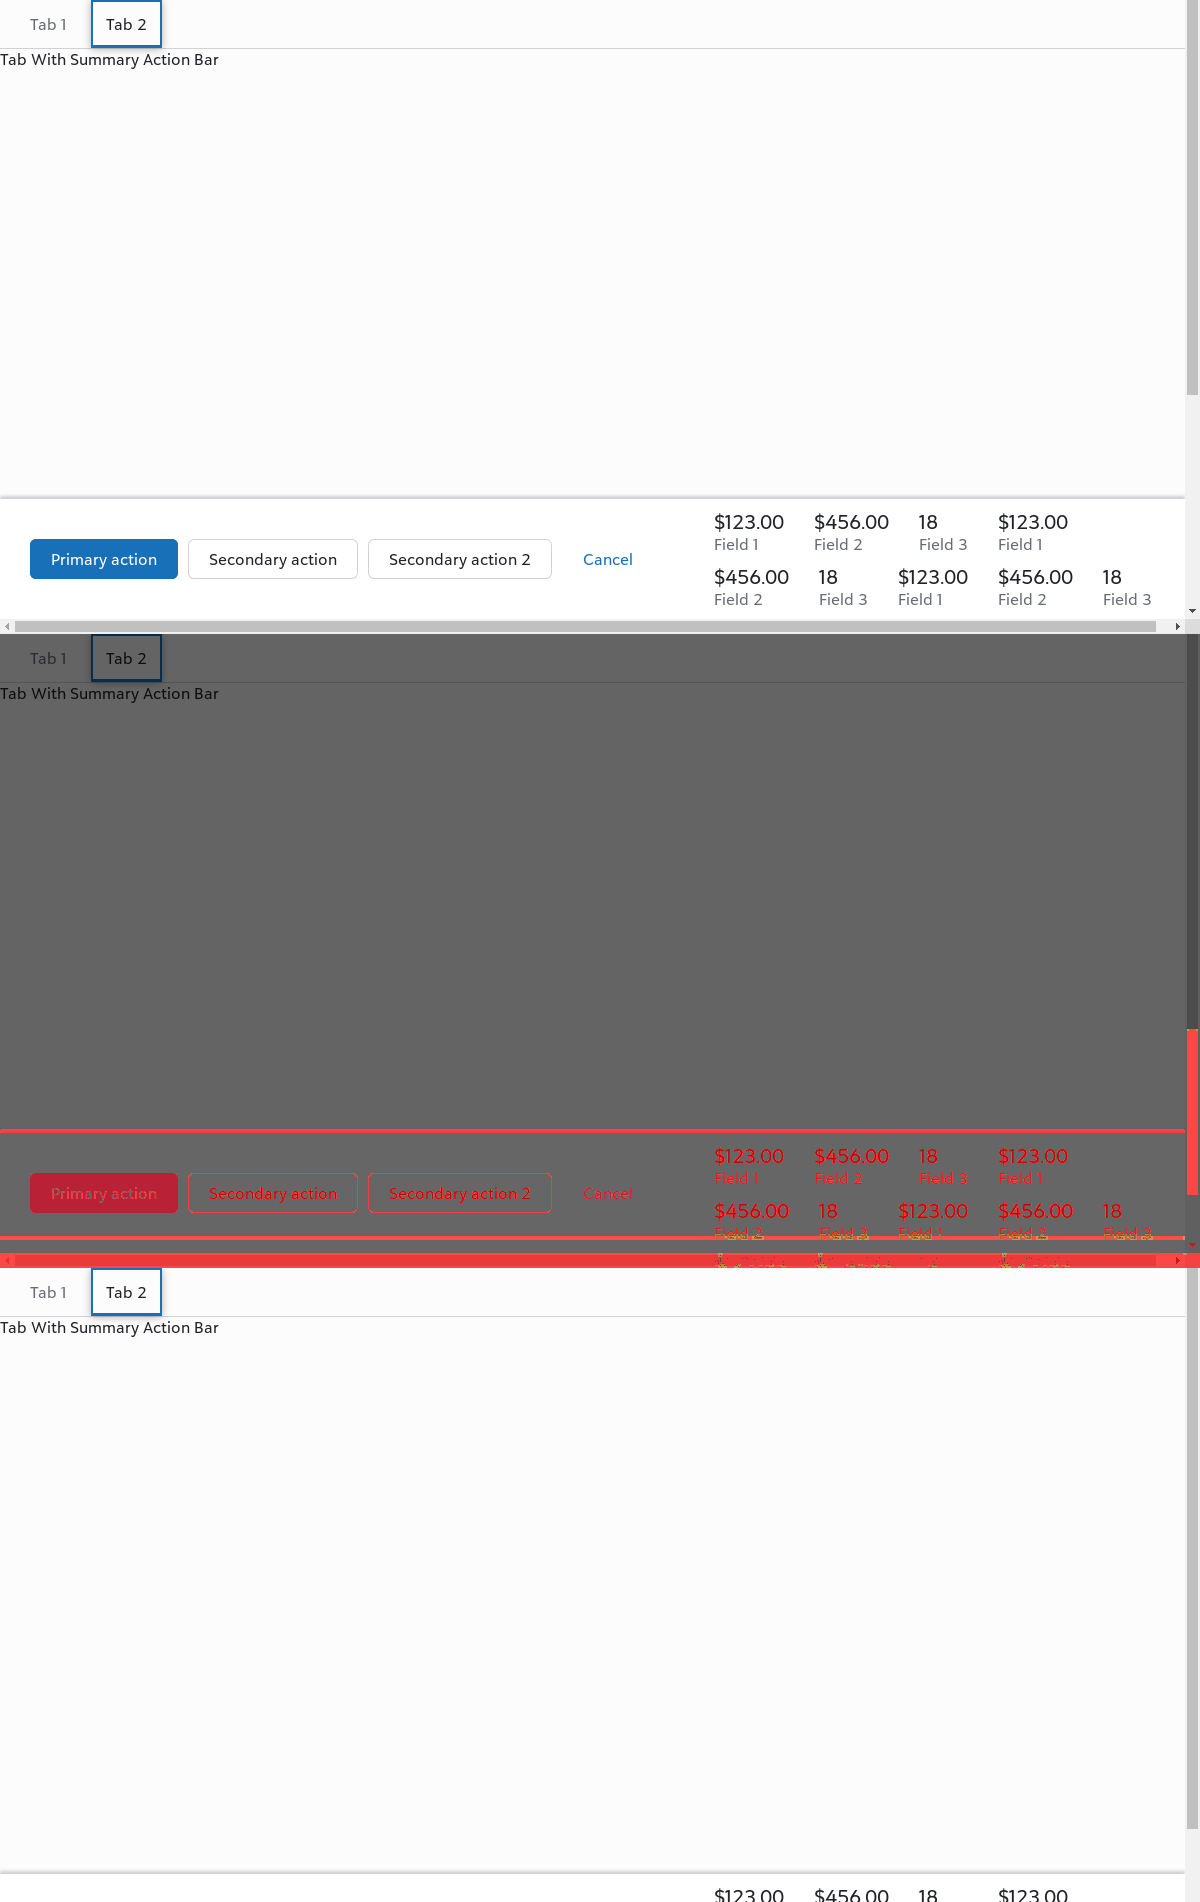 Tab 1 Tab 2
Tab With Summary Action Bar
$123.00 $456.00 18 $123.00
Field 1 Field 2 Field 3 Field 1
Primary action Secondary action Secondary action 2 Cancel
$456.00 18 $123.00 $456.00 18
Field 2 Field 3 Field 1 Field 2 Field 3
Tab 1 Tab 2
Tab With Summary Action Bar
$123.00 $456.00 18 $123.00
Field 1 Field 2 Field 3 Field 1
Primary action Secondary action Secondary action 2 Cancel
$456.00 18 $123.00 $456.00 18
Field 2 Field 3 Field 1 Field 2 Field 3
Tab 1 Tab 2
Tab With Summary Action Bar
$123.00 $456.00 18 $123.00